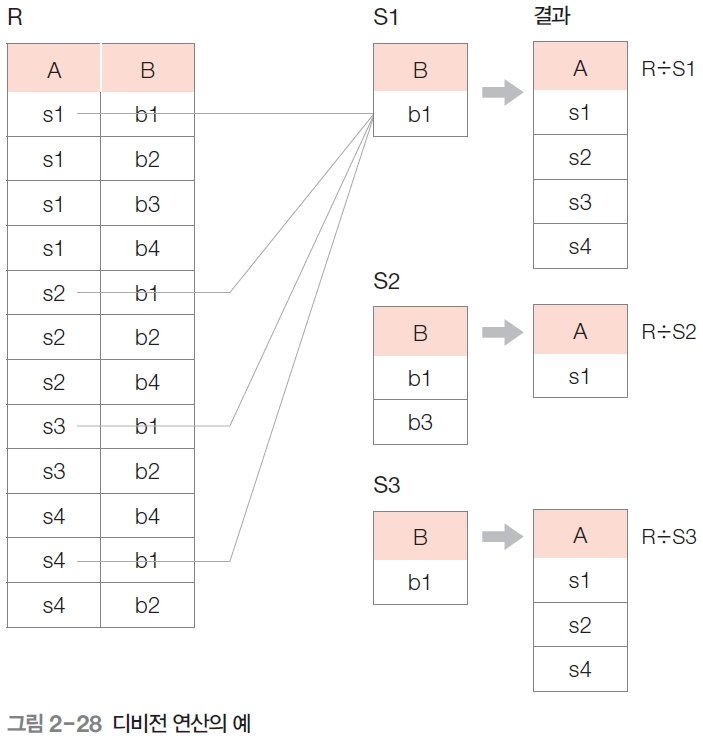 R
A B
s1 b1
s1 b2
s1 b3
s1 b4
s2 b1
s2 b2
s2 b4
s3 b1
s3 b2
s4 b4
s4 b1
s4 b2
S1
B
b1
결과
A
s1
s2
s3
s4
R÷S1
S2
B
b1
b3
A
s1
R÷S2
S3
B
b1
A
s1
s2
s4
R÷S3
그림 2-28 디비전 연산의 예